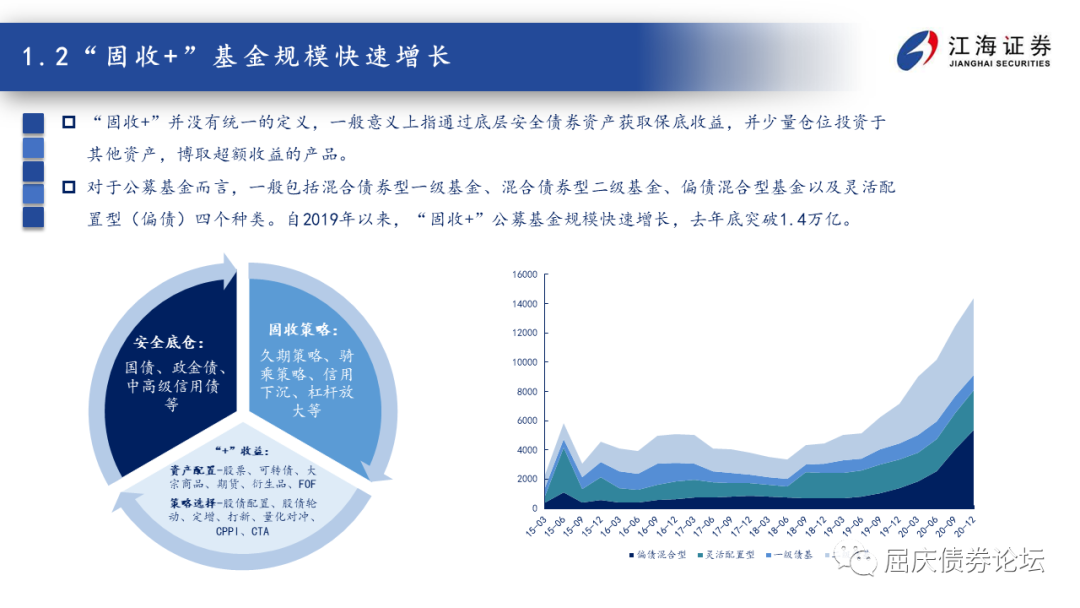 1.2“固收+”基金规模快速增长
江海证券
JIANGHAI SECURITIES
“固收+”并没有统一的定义，一般意义上指通过底层安全债券资产获取保底收益，并少量仓位投资于
其他资产，博取超额收益的产品。
对于公募基金而言，一般包括混合债券型一级基金、混合债券型二级基金、偏债混合型基金以及灵活配
置型（偏债）四个种类。自2019年以来，“固收+”公募基金规模快速增长，去年底突破1.4万亿。
安全底仓：
国债、政金债、
中高级信用债
等
固收策略：
久期策略、骑
乘策略、信用
下沉、杠杆放
大等
“+”收益：
资产配置-股票、可转债、大
宗商品、期货、衍生品、FOF
策略选择-股债配置、股债轮
动、定增、打新、量化对冲、
CPPI、CTA
16000
14000
12000
10000
8000
6000
4000
2000
0
15-03
15-06
15-09
15-12
16-03
16-06
16-09
16-12
17-03
17-06
17-09
17-12
18-03
18-06
18-09
18-12
19-03
19-06
19-09
19-12
20-03
20-06
20-09
20-12
偏债混合型 灵活配置型 一级债基
屈庆债券论坛